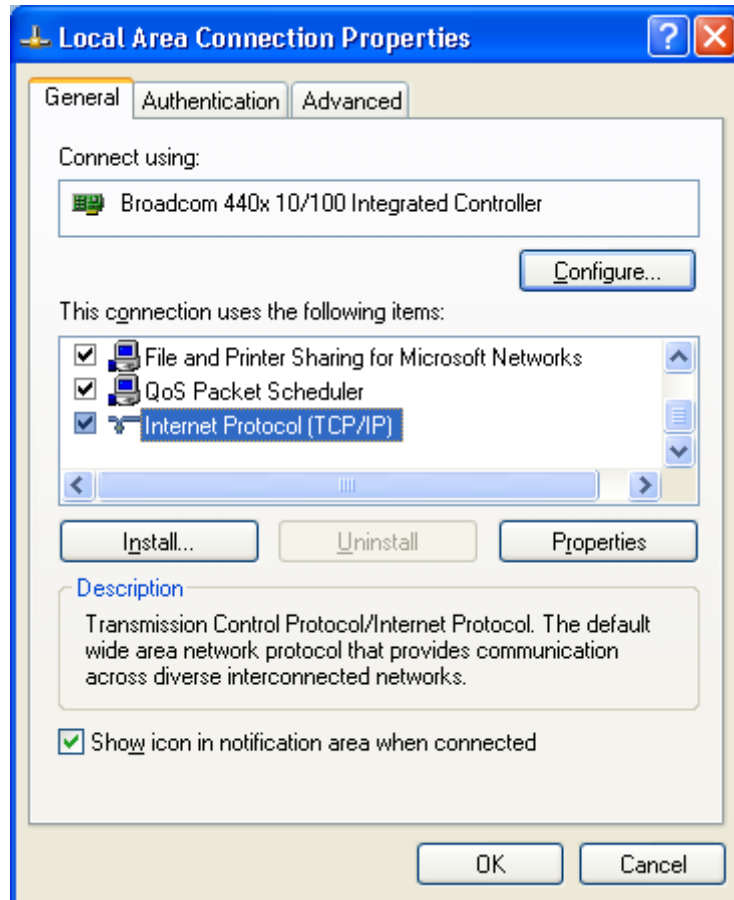 Local Area Connection Properties
General Authentication Advanced
Connect using:
Broadcom 440x 10/100 Integrated Controller
Configure...
This connection uses the following items:
File and Printer Sharing for Microsoft Networks
QoS Packet Scheduler
Internet Protocol (TCP/IP)
Install... Uninstall Properties
Description
Transmission Control Protocol/Internet Protocol. The default
wide area network protocol that provides communication
across diverse interconnected networks.
Show icon in notification area when connected
OK Cancel